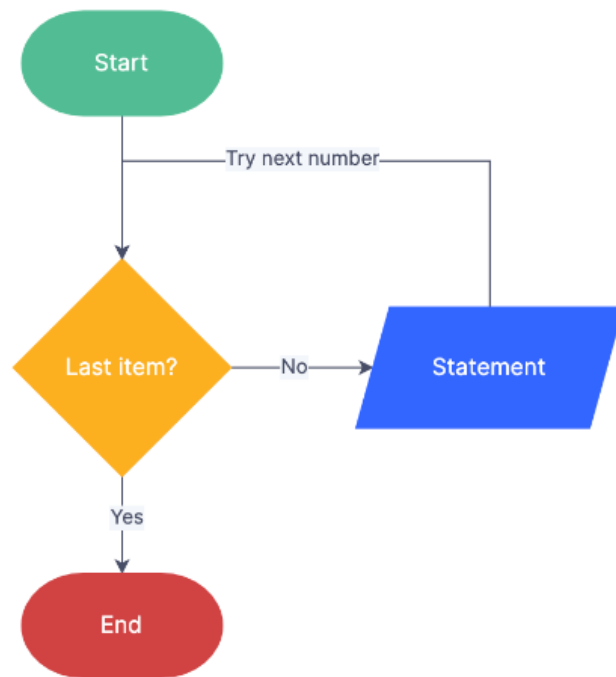 Start
Try next number
Last item?
No
Statement
Yes
End